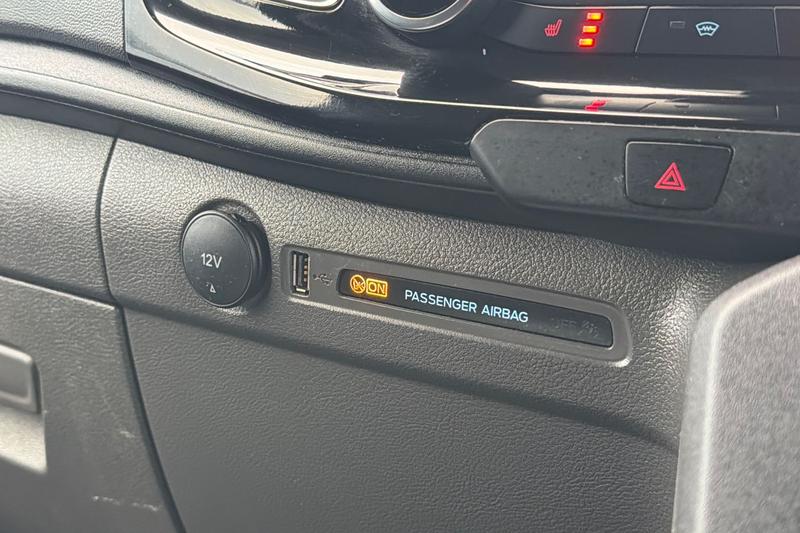 12V
ON PASSENGER AIRBAG OFF